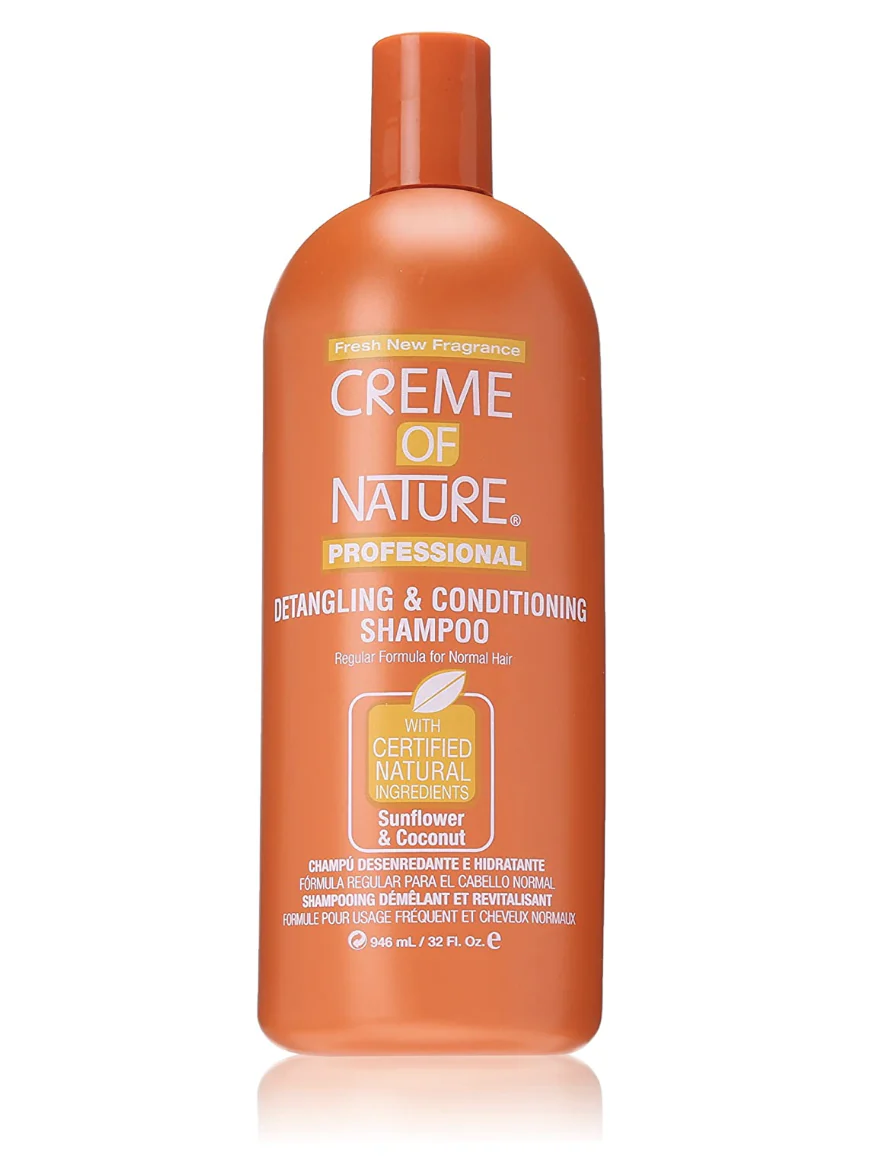 Fresh New Fragrance
CREME
OF
NATURE®
PROFESSIONAL
DETANGLING & CONDITIONING
SHAMPOO
Regular Formula for Normal Hair
WITH
CERTIFIED
NATURAL
INGREDIENTS
Sunflower
& Coconut
CHAMPÚ DESENREDANTE E HIDRATANTE
FÓRMULA REGULAR PARA EL CABELLO NORMAL
SHAMPOOING DÉMÊLANT ET REVITALISANT
FORMULE POUR USAGE FRÉQUENT ET CHEVEUX NORMAUX
946 mL / 32 Fl. Oz. e